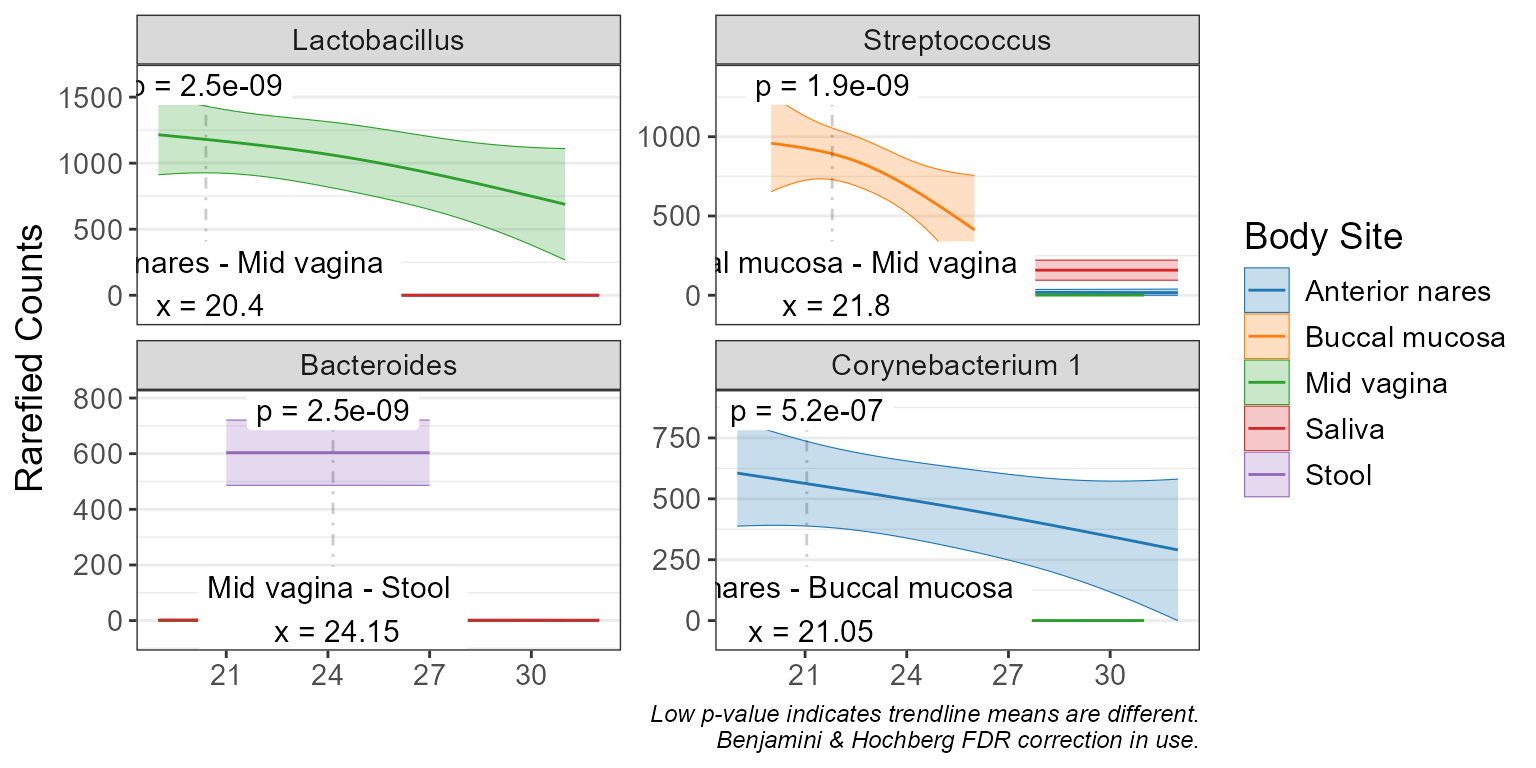 Lactobacillus
Streptococcus
p = 2.5e-09
p = 1.9e-09
1500
1000
500
0
nares - Mid vagina
x = 20.4
1000
500
0
mucosa - Mid vagina
x = 21.8
Bacteroides
Corynebacterium 1
p = 2.5e-09
p = 5.2e-07
800
600
400
200
0
Mid vagina - Stool
x = 24.15
750
500
250
0
nares - Buccal mucosa
x = 21.05
21 24 27 30
21 24 27 30
Rarefied Counts
Body Site
Anterior nares
Buccal mucosa
Mid vagina
Saliva
Stool
Low p-value indicates trendline means are different.
Benjamini & Hochberg FDR correction in use.